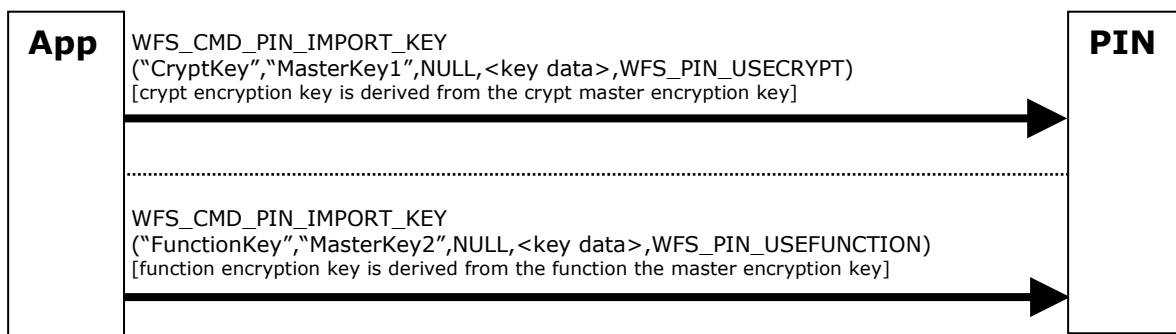 App
WFS_CMD_PIN_IMPORT_KEY
(“CryptKey”,“MasterKey1”,NULL,<key data>,WFS_PIN_USECRYPT)
[crypt encryption key is derived from the crypt master encryption key]
PIN
WFS_CMD_PIN_IMPORT_KEY
(“FunctionKey”,“MasterKey2”,NULL,<key data>,WFS_PIN_USEFUNCTION)
[function encryption key is derived from the function the master encryption key]